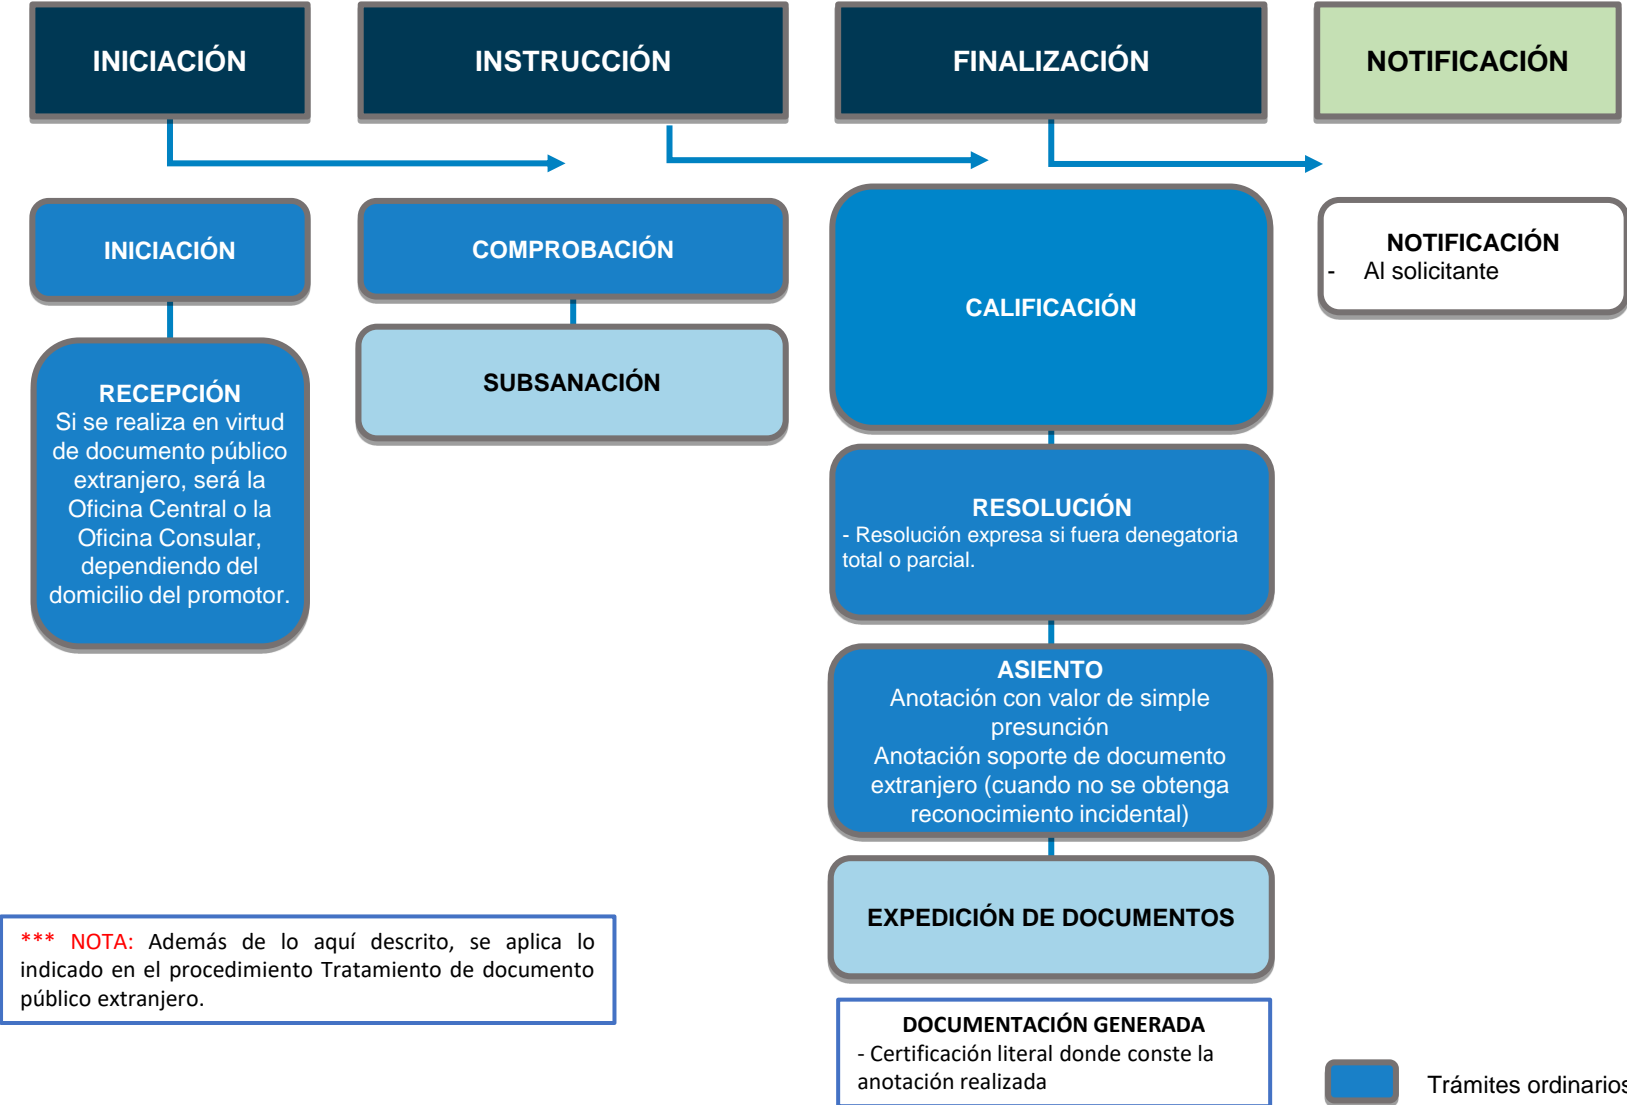 INICIACIÓN
INSTRUCCIÓN
FINALIZACIÓN
NOTIFICACIÓN
INICIACIÓN
RECEPCIÓN
Si se realiza en virtud
de documento público
extranjero, será la
Oficina Central o la
Oficina Consular,
dependiendo del
domicilio del promotor.
COMPROBACIÓN
SUBSANACIÓN
CALIFICACIÓN
RESOLUCIÓN
- Resolución expresa si fuera denegatoria
total o parcial.
ASIENTO
Anotación con valor de simple
presunción
Anotación soporte de documento
extranjero (cuando no se obtenga
reconocimiento incidental)
EXPEDICIÓN DE DOCUMENTOS
DOCUMENTACIÓN GENERADA
- Certificación literal donde conste la
anotación realizada
NOTIFICACIÓN
- Al solicitante
*** NOTA: Además de lo aquí descrito, se aplica lo
indicado en el procedimiento Tratamiento de documento
público extranjero.
Trámites ordinarios